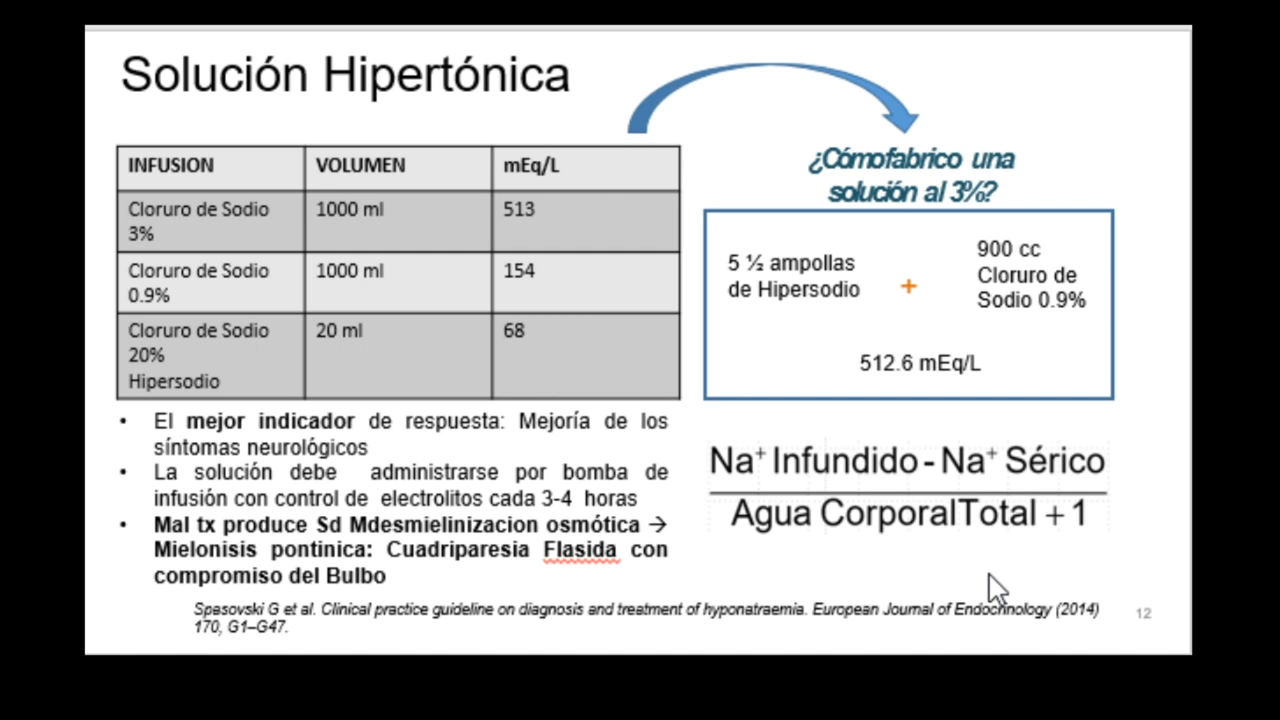 Solución Hipertónica
INFUSION VOLUMEN mEq/L
Cloruro de Sodio 1000 ml 513
3%
Cloruro de Sodio 1000 ml 154
0.9%
Cloruro de Sodio 20 ml 68
20%
Hipersodio
¿Cómofabrico una
solución al 3%?
5 ½ ampollas
de Hipersodio
+
900 cc
Cloruro de
Sodio 0.9%
512.6 mEq/L
• El mejor indicador de respuesta: Mejoría de los
síntomas neurológicos
• La solución debe administrarse por bomba de
infusión con control de electrolitos cada 3-4 horas
• Mal tx produce Sd Mdesmielinizacion osmótica →
Mielonisis pontinica: Cuadriparesia Flasida con
compromiso del Bulbo
Na⁺ Infundido - Na⁺ Sérico
Agua CorporalTotal + 1
Spasovski G et al. Clinical practice guideline on diagnosis and treatment of hyponatraemia. European Journal of Endocrinology (2014)
170, G1–G47.
12